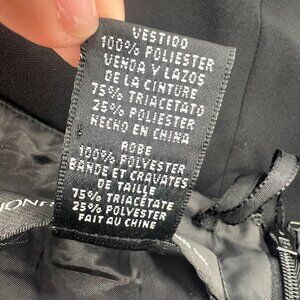 VESTIDO
100% POLIESTER
VENDA Y LAZOS
DE LA CINTURE
75% TRIACETATO
25% POLIESTER
HECHO EN CHINA
ROBE
100% POLYESTER
BANDE ET CRAVATES
DE TAILLE
75% TRIACÉTATE
25% POLYESTER
FAIT AU CHINE